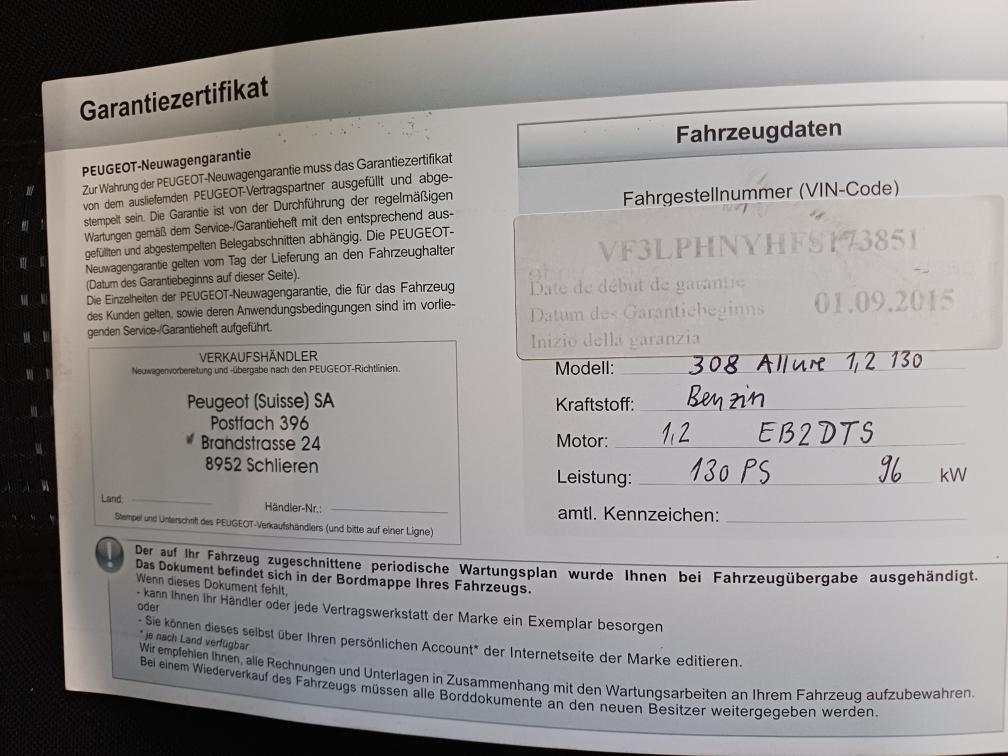 Garantiezertifikat
PEUGEOT-Neuwagengarantie
Zur Wahrung der PEUGEOT-Neuwagengarantie muss das Garantiezertifikat
von dem ausliefernden PEUGEOT-Vertragspartner ausgefüllt und abge-
stempelt sein. Die Garantie ist von der Durchführung der regelmäßigen
Wartungen gemäß dem Service-/Garantieheft mit den entsprechend aus-
gefüllten und abgestempelten Belegabschnitten abhängig. Die PEUGEOT-
Neuwagengarantie gelten vom Tag der Lieferung an den Fahrzeughalter
(Datum des Garantiebeginns auf dieser Seite).
Die Einzelheiten der PEUGEOT-Neuwagengarantie, die für das Fahrzeug
des Kunden gelten, sowie deren Anwendungsbedingungen sind im vorlie-
genden Service-/Garantieheft aufgeführt.
VERKAUFSHÄNDLER
Neuwagenvorbereitung und -übergabe nach den PEUGEOT-Richtlinien.
Peugeot (Suisse) SA
Postfach 396
Brandstrasse 24
8952 Schlieren
Land:
Händler-Nr.:
Stempel und Unterschrift des PEUGEOT-Verkaufshändlers (und bitte auf einer Ligne)
Fahrzeugdaten
Fahrgestellnummer (VIN-Code)
VF3LPHNYHFS173851
Date de début de garantie
Datum des Garantiebeginns 01.09.2015
Inizio della garanzia
Modell: 308 Allure 1,2 130
Kraftstoff: Benzin
Motor: 1,2 EB2DTS
Leistung: 130 PS 96 kW
amtl. Kennzeichen:
Der auf Ihr Fahrzeug zugeschnittene periodische Wartungsplan wurde Ihnen bei Fahrzeugübergabe ausgehändigt.
Das Dokument befindet sich in der Bordmappe Ihres Fahrzeugs.
Wenn dieses Dokument fehlt,
- kann Ihnen Ihr Händler oder jede Vertragswerkstatt der Marke ein Exemplar besorgen
oder
- Sie können dieses selbst über Ihren persönlichen Account* der Internetseite der Marke editieren.
* je nach Land verfügbar
Wir empfehlen Ihnen, alle Rechnungen und Unterlagen in Zusammenhang mit den Wartungsarbeiten an Ihrem Fahrzeug aufzubewahren.
Bei einem Wiederverkauf des Fahrzeugs müssen alle Borddokumente an den neuen Besitzer weitergegeben werden.